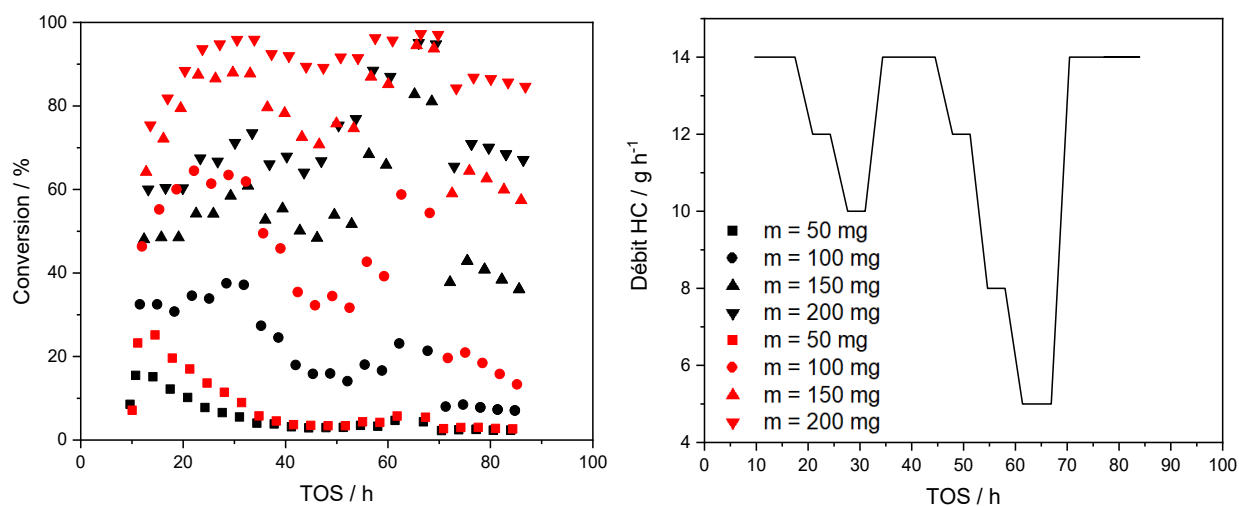 100
80
60
40
20
0
Conversion / %
0 20 40 60 80 100
TOS / h
14
12
10
8
6
4
Débit HC / g h⁻¹
m = 50 mg
m = 100 mg
m = 150 mg
m = 200 mg
m = 50 mg
m = 100 mg
m = 150 mg
m = 200 mg
0 10 20 30 40 50 60 70 80 90 100
TOS / h